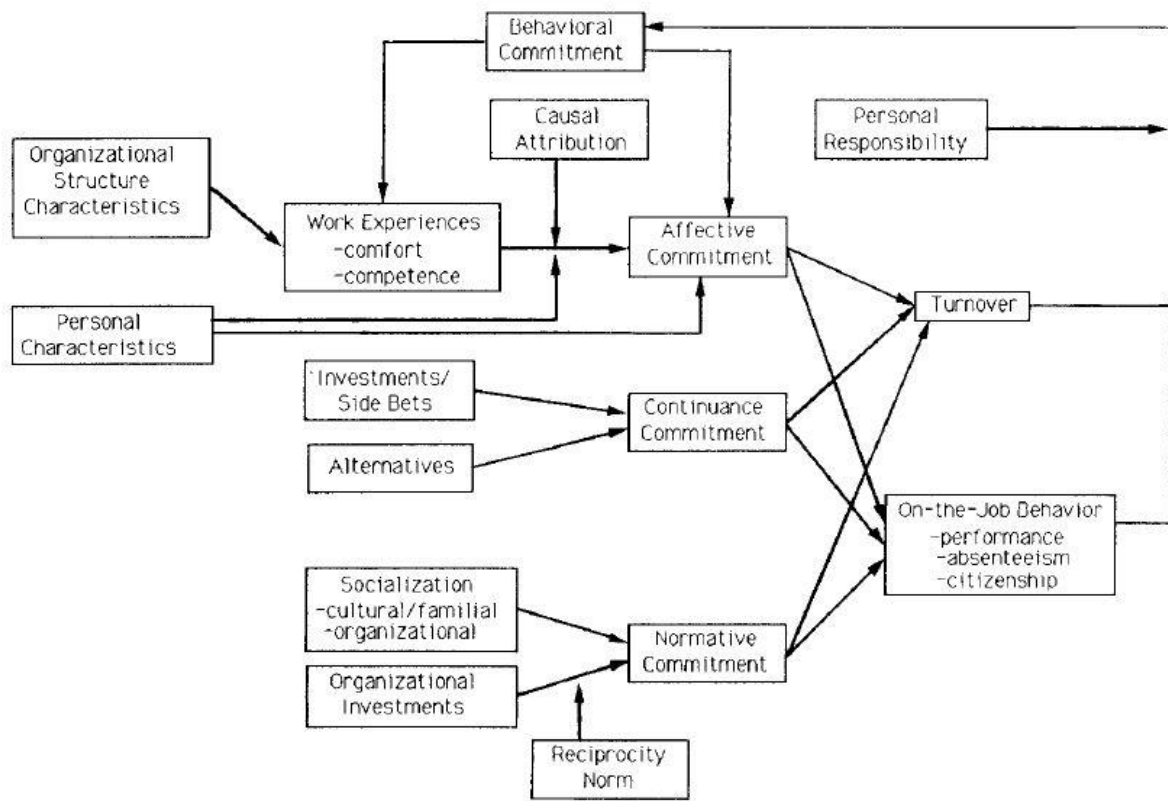 Behavioral
Commitment
Causal
Attribution
Personal
Responsibility
Organizational
Structure
Characteristics
Work Experiences
-comfort
-competence
Affective
Commitment
Personal
Characteristics
Turnover
Investments/
Side Bets
Continuance
Commitment
Alternatives
On-the-Job Behavior
-performance
-absenteeism
-citizenship
Socialization
-cultural/familial
-organizational
Normative
Commitment
Organizational
Investments
Reciprocity
Norm